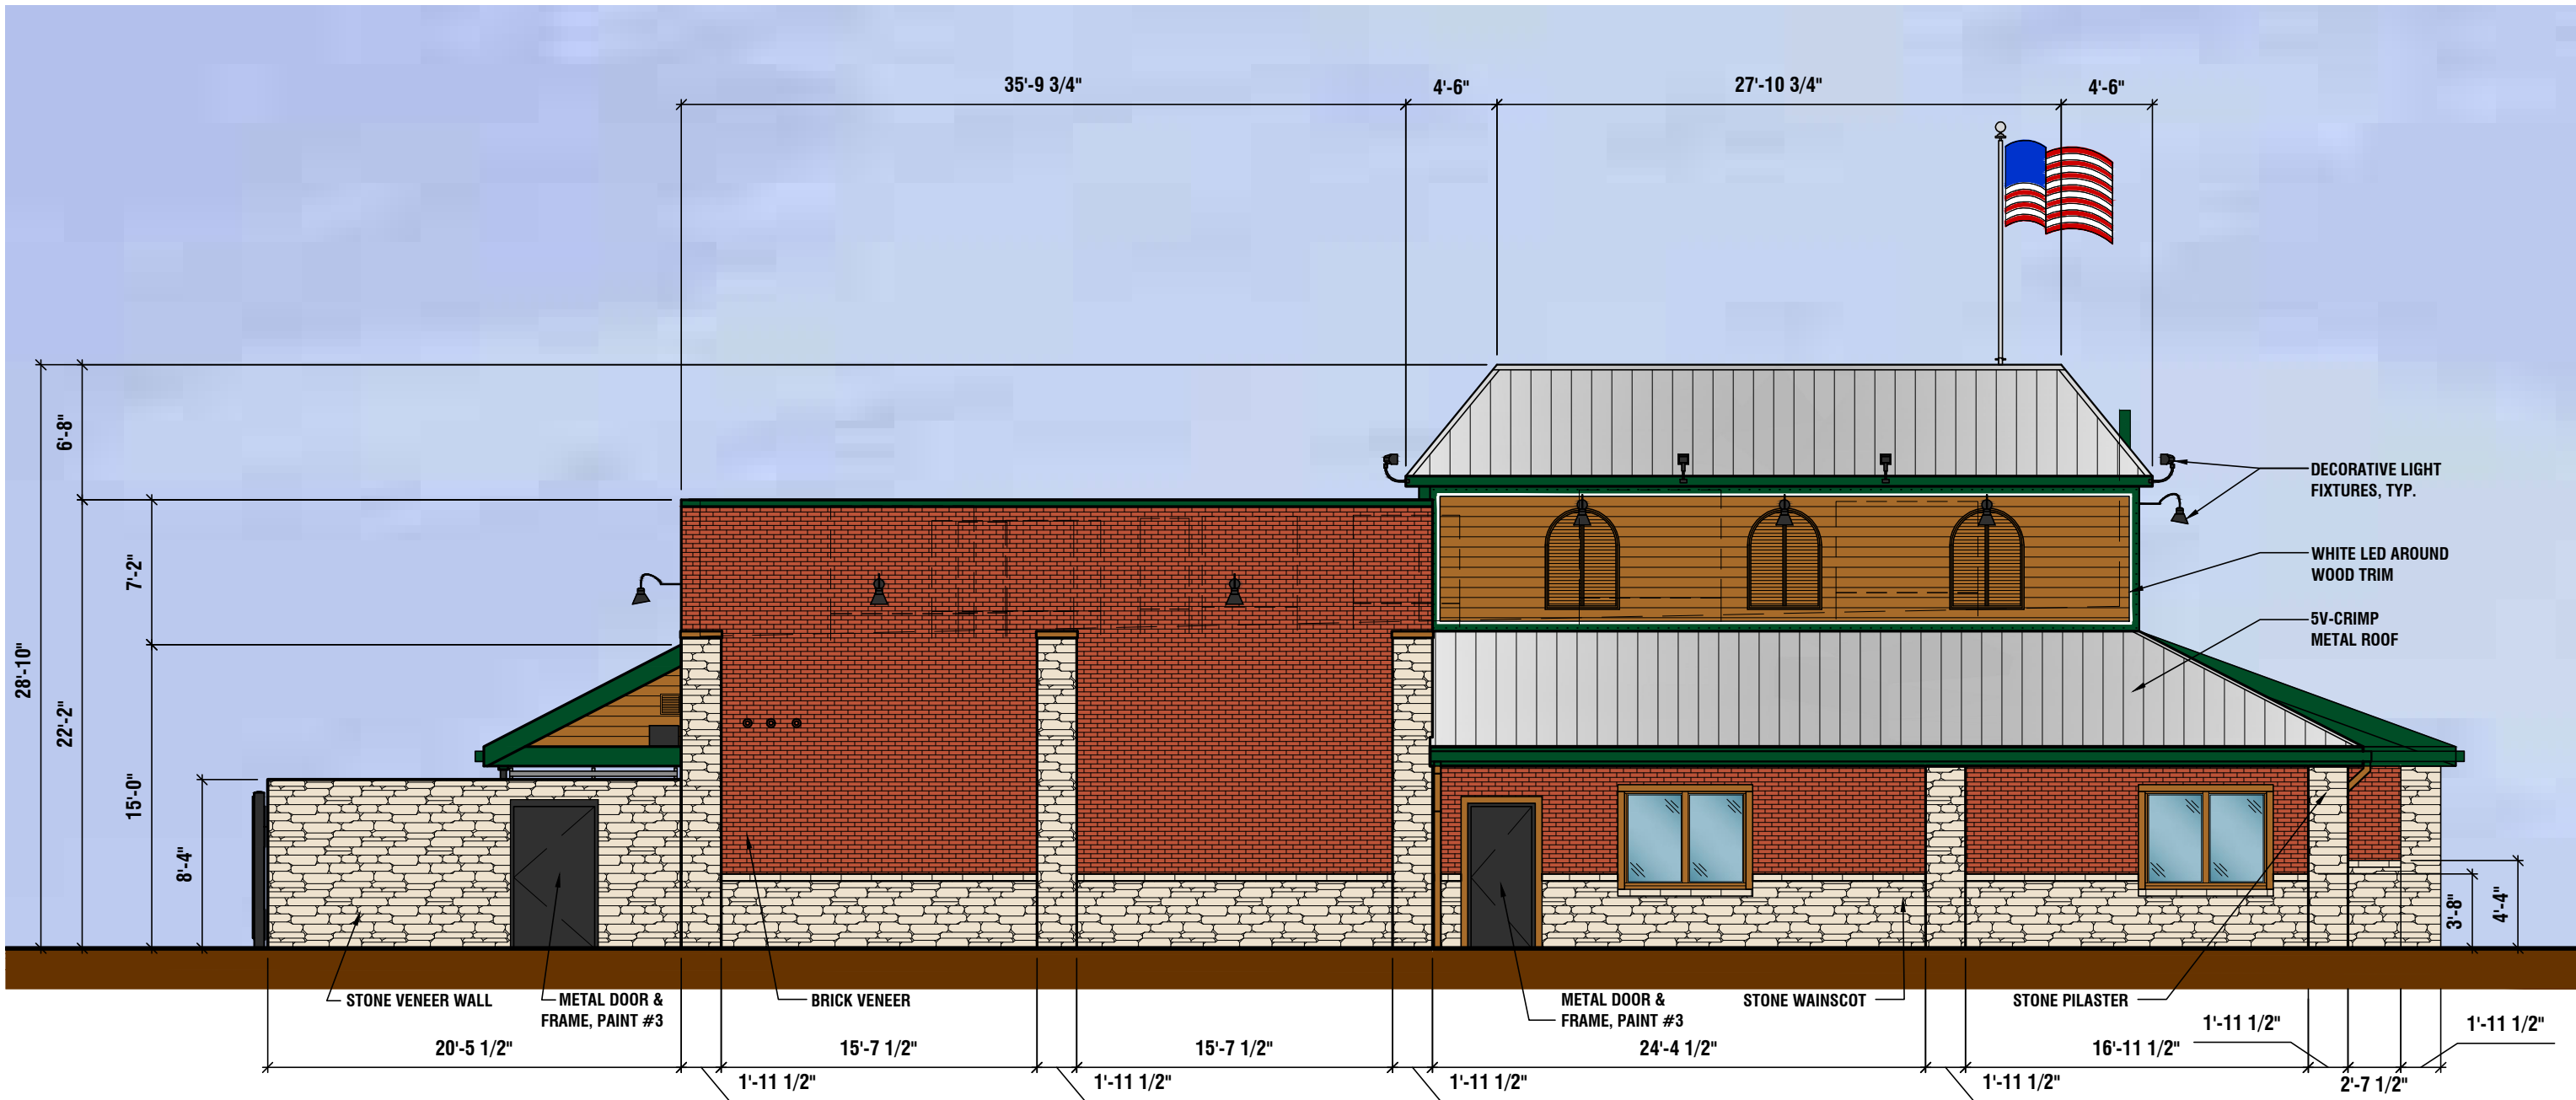 35'-9 3/4"
4'-6"
27'-10 3/4"
4'-6"
6'-8"
7'-2"
28'-10"
22'-2"
15'-0"
8'-4"
DECORATIVE LIGHT
FIXTURES, TYP.
WHITE LED AROUND
WOOD TRIM
5V-CRIMP
METAL ROOF
3'-8"
4'-4"
STONE VENEER WALL
METAL DOOR &
FRAME, PAINT #3
BRICK VENEER
METAL DOOR &
FRAME, PAINT #3
STONE WAINSCOT
STONE PILASTER
1'-11 1/2"
1'-11 1/2"
20'-5 1/2"
15'-7 1/2"
15'-7 1/2"
24'-4 1/2"
16'-11 1/2"
1'-11 1/2"
1'-11 1/2"
1'-11 1/2"
1'-11 1/2"
2'-7 1/2"